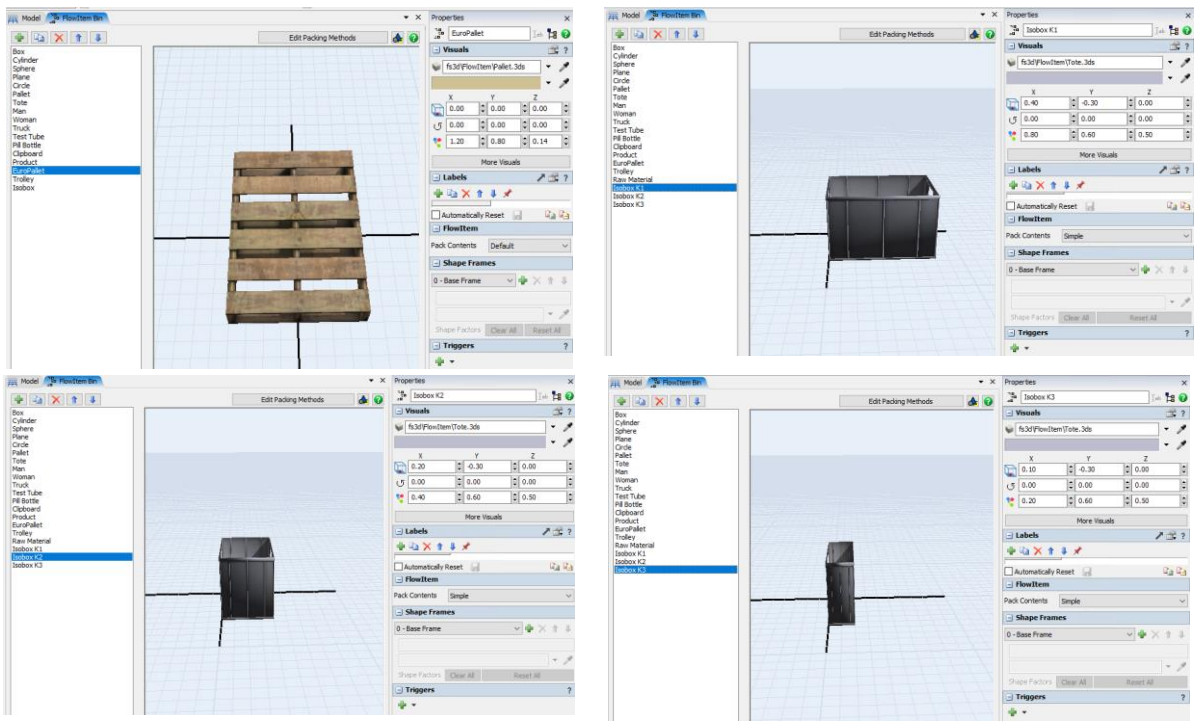 Model FlowItem Bin
Edit Packing Methods
Box
Cylinder
Sphere
Plane
Circle
Pallet
Tote
Man
Woman
Truck
Test Tube
Pill Bottle
Clipboard
Product
EuroPallet
Trolley
Isobox
Properties
EuroPallet
Visuals
fs3d\FlowItem\Pallet.3ds
X Y Z
0.00 0.00 0.00
0.00 0.00 0.00
1.20 0.80 0.14
More Visuals
Labels
Automatically Reset
FlowItem
Pack Contents Default
Shape Frames
0 - Base Frame
Shape Factors Clear All Reset All
Triggers
Model FlowItem Bin
Edit Packing Methods
Box
Cylinder
Sphere
Plane
Circle
Pallet
Tote
Man
Woman
Truck
Test Tube
Pill Bottle
Clipboard
Product
EuroPallet
Trolley
Raw Material
Isobox K1
Isobox K2
Isobox K3
Properties
Isobox K1
Visuals
fs3d\FlowItem\Tote.3ds
X Y Z
0.40 -0.30 0.00
0.00 0.00 0.00
0.80 0.60 0.50
More Visuals
Labels
Automatically Reset
FlowItem
Pack Contents Simple
Shape Frames
0 - Base Frame
Shape Factors Clear All Reset All
Triggers
Model FlowItem Bin
Edit Packing Methods
Box
Cylinder
Sphere
Plane
Circle
Pallet
Tote
Man
Woman
Truck
Test Tube
Pill Bottle
Clipboard
Product
EuroPallet
Trolley
Raw Material
Isobox K1
Isobox K2
Isobox K3
Properties
Isobox K2
Visuals
fs3d\FlowItem\Tote.3ds
X Y Z
0.20 -0.30 0.00
0.00 0.00 0.00
0.40 0.60 0.50
More Visuals
Labels
Automatically Reset
FlowItem
Pack Contents Simple
Shape Frames
0 - Base Frame
Shape Factors Clear All Reset All
Triggers
Model FlowItem Bin
Edit Packing Methods
Box
Cylinder
Sphere
Plane
Circle
Pallet
Tote
Man
Woman
Truck
Test Tube
Pill Bottle
Clipboard
Product
EuroPallet
Trolley
Raw Material
Isobox K1
Isobox K2
Isobox K3
Properties
Isobox K3
Visuals
fs3d\FlowItem\Tote.3ds
X Y Z
0.10 -0.30 0.00
0.00 0.00 0.00
0.20 0.60 0.50
More Visuals
Labels
Automatically Reset
FlowItem
Pack Contents Simple
Shape Frames
0 - Base Frame
Shape Factors Clear All Reset All
Triggers